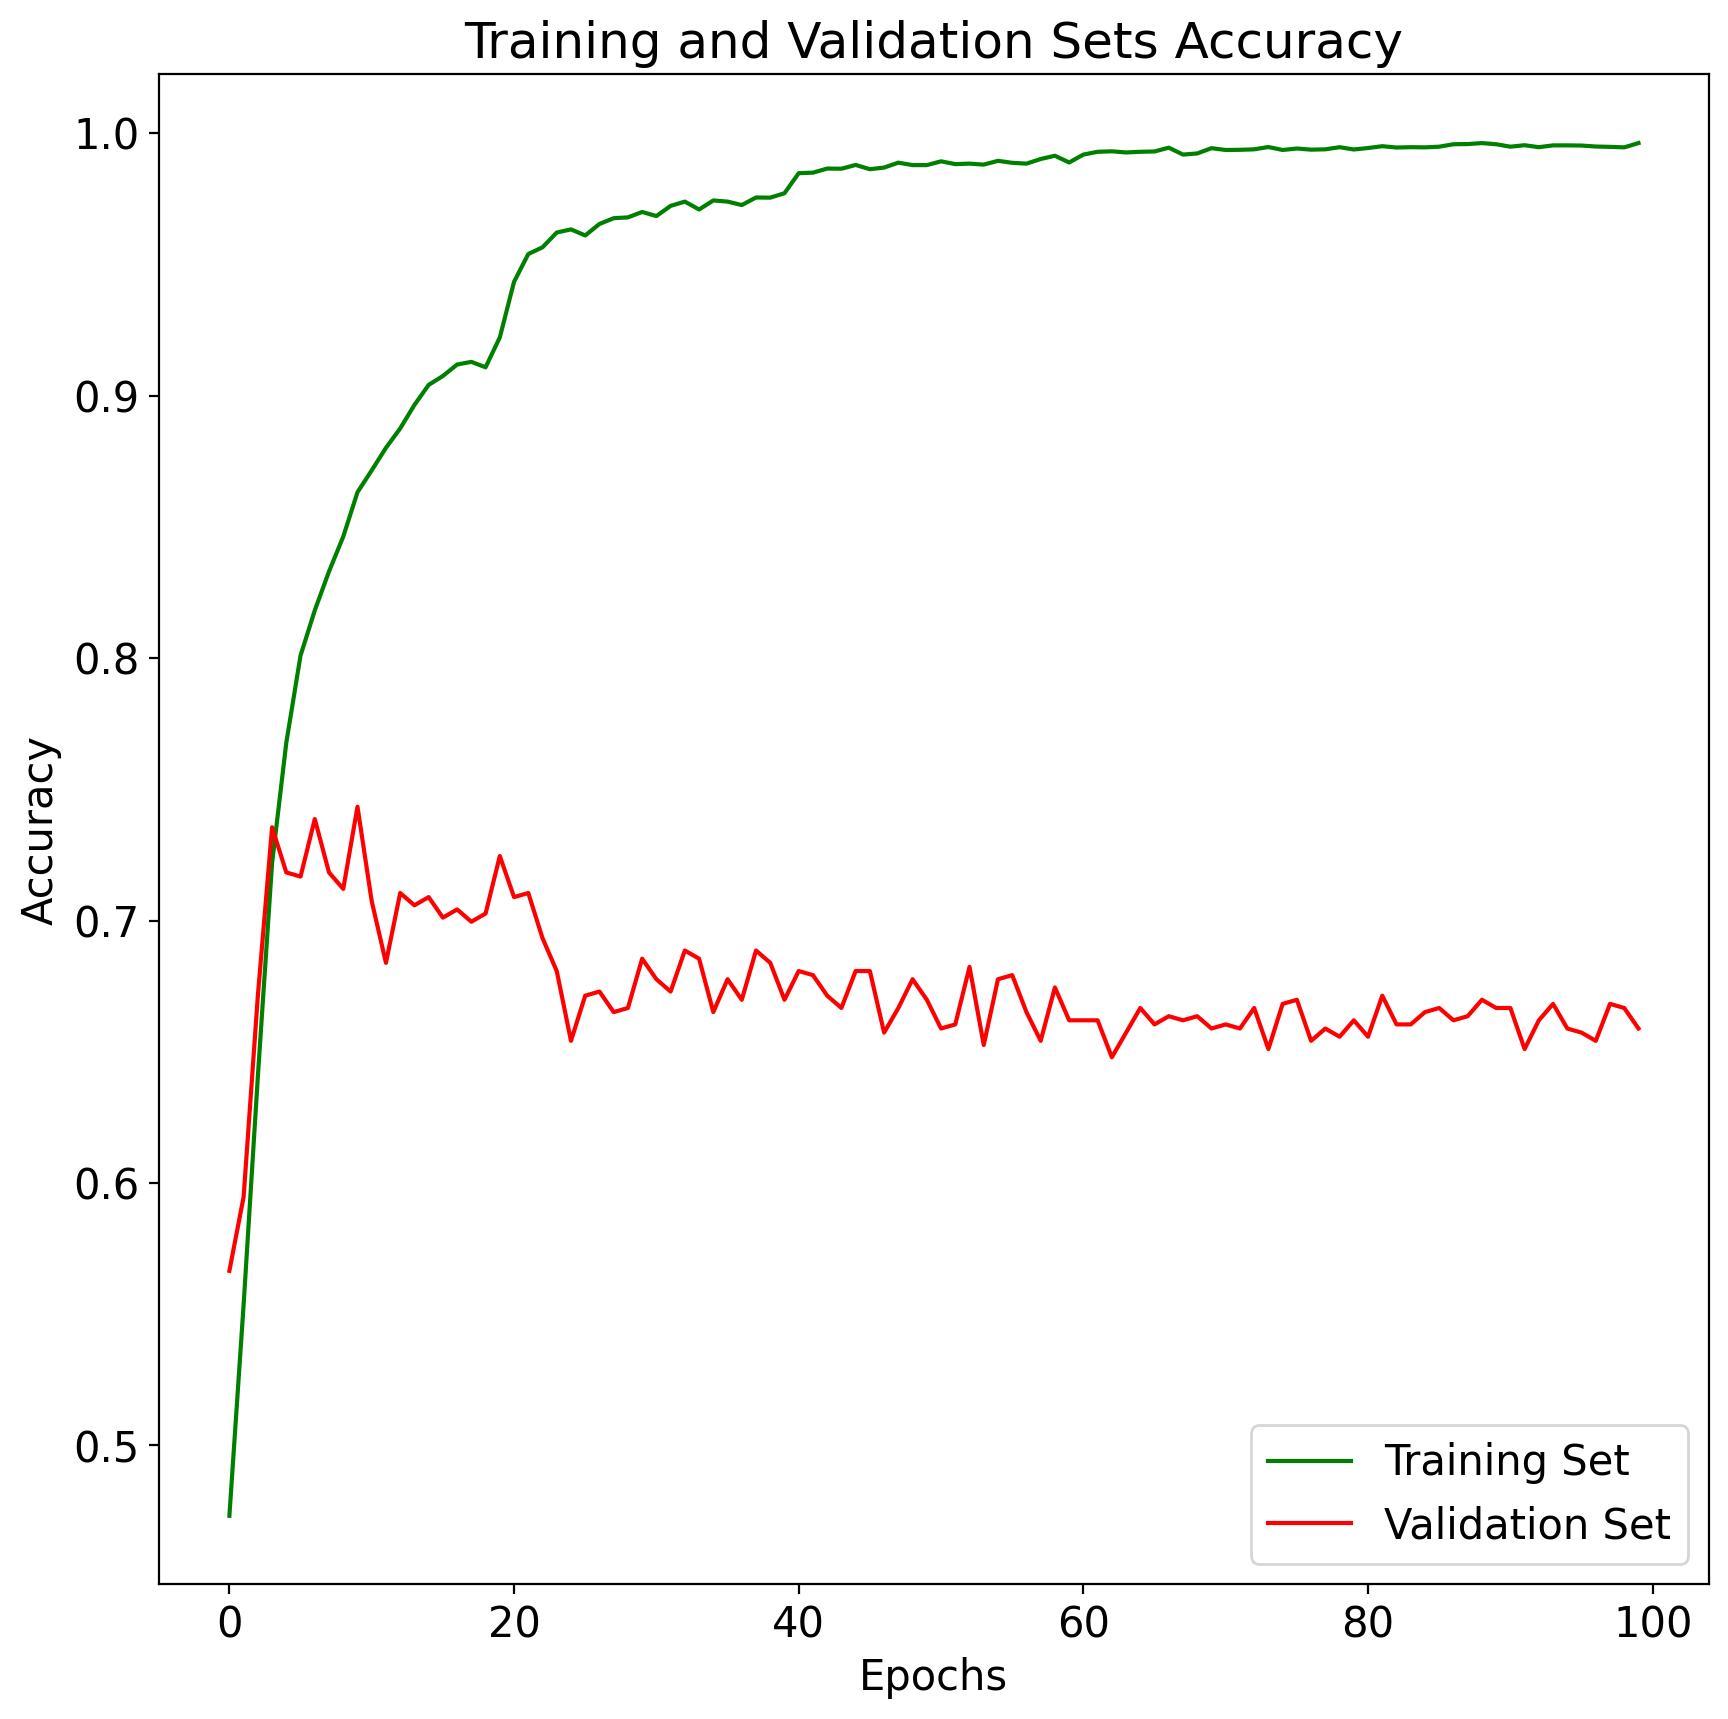 Training and Validation Sets Accuracy
1.0
0.9
0.8
0.7
0.6
0.5
Accuracy
0
20
40
60
80
100
Epochs
Training Set
Validation Set